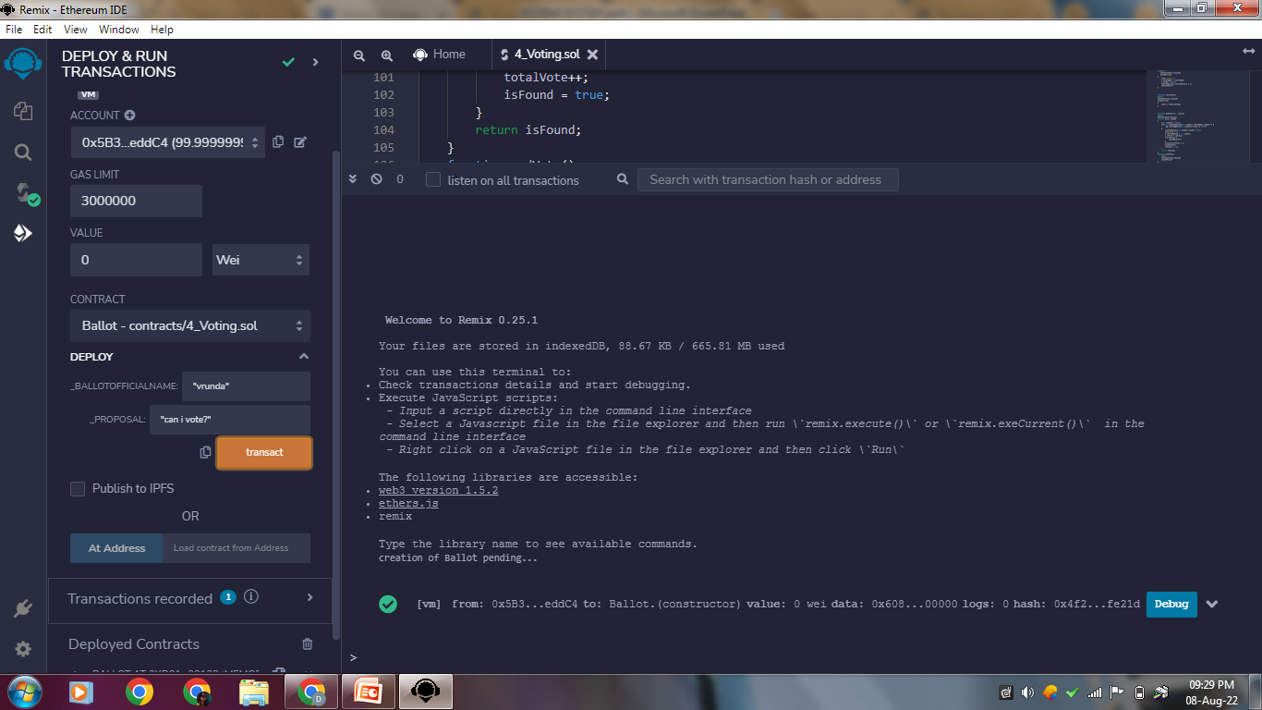 Remix - Ethereum IDE
File Edit View Window Help
DEPLOY & RUN
TRANSACTIONS
VM
ACCOUNT
0x5B3...eddC4 (99.9999999
GAS LIMIT
3000000
VALUE
0 Wei
CONTRACT
Ballot - contracts/4_Voting.sol
DEPLOY
_BALLOTOFFICIALNAME: "vrunda"
_PROPOSAL: "can i vote?"
transact
Publish to IPFS
OR
At Address Load contract from Address
Transactions recorded 1 i
Deployed Contracts
Home 4_Voting.sol
101 totalVote++;
102 isFound = true;
103 }
104 return isFound;
105 }
0 listen on all transactions Search with transaction hash or address
Welcome to Remix 0.25.1
Your files are stored in indexedDB, 88.67 KB / 665.81 MB used
You can use this terminal to:
• Check transactions details and start debugging.
• Execute JavaScript scripts:
- Input a script directly in the command line interface
- Select a Javascript file in the file explorer and then run \`remix.execute()\` or \`remix.exeCurrent()\` in the
command line interface
- Right click on a JavaScript file in the file explorer and then click \`Run\`
The following libraries are accessible:
• web3 version 1.5.2
• ethers.js
• remix
Type the library name to see available commands.
creation of Ballot pending...
[vm] from: 0x5B3...eddC4 to: Ballot.(constructor) value: 0 wei data: 0x608...00000 logs: 0 hash: 0x4f2...fe21d Debug
>
09:29 PM
08-Aug-22